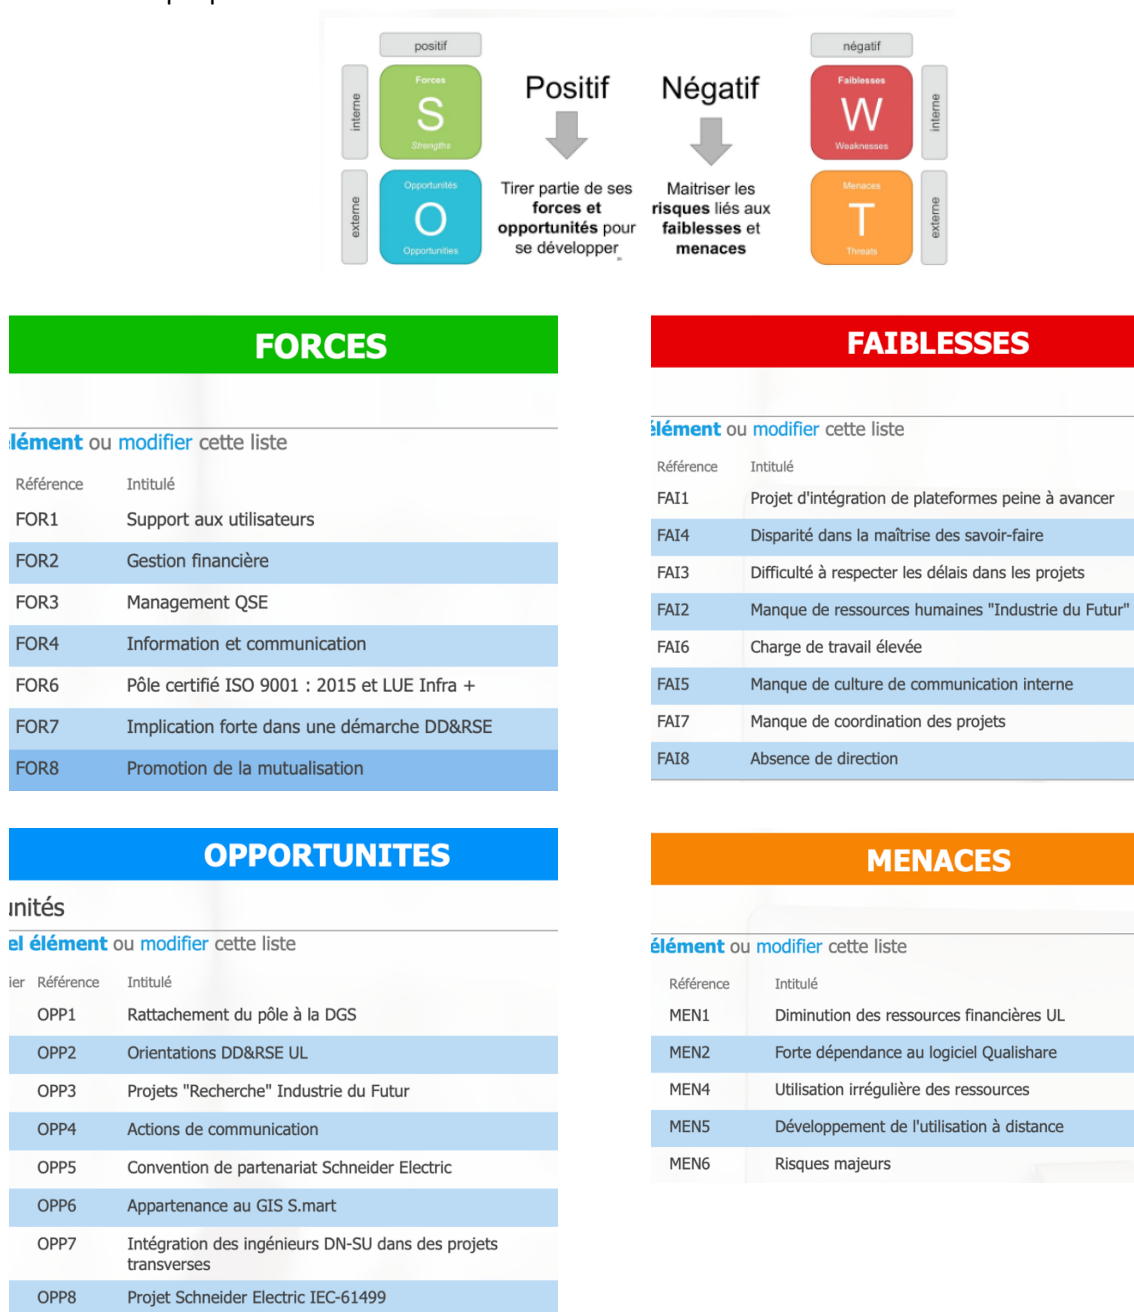 positif
négatif
interne
Forces
S
Strengths
Positif
Négatif
Faiblesses
W
Weaknesses
interne
externe
Opportunités
O
Opportunities
Tirer partie de ses
forces et
opportunités pour
se développer
Maitriser les
risques liés aux
faiblesses et
menaces
Menaces
T
Threats
externe
FORCES
lément ou modifier cette liste
Référence Intitulé
FOR1 Support aux utilisateurs
FOR2 Gestion financière
FOR3 Management QSE
FOR4 Information et communication
FOR6 Pôle certifié ISO 9001 : 2015 et LUE Infra +
FOR7 Implication forte dans une démarche DD&RSE
FOR8 Promotion de la mutualisation
FAIBLESSES
élément ou modifier cette liste
Référence Intitulé
FAI1 Projet d'intégration de plateformes peine à avancer
FAI4 Disparité dans la maîtrise des savoir-faire
FAI3 Difficulté à respecter les délais dans les projets
FAI2 Manque de ressources humaines "Industrie du Futur"
FAI6 Charge de travail élevée
FAI5 Manque de culture de communication interne
FAI7 Manque de coordination des projets
FAI8 Absence de direction
OPPORTUNITES
unités
el élément ou modifier cette liste
ier Référence Intitulé
OPP1 Rattachement du pôle à la DGS
OPP2 Orientations DD&RSE UL
OPP3 Projets "Recherche" Industrie du Futur
OPP4 Actions de communication
OPP5 Convention de partenariat Schneider Electric
OPP6 Appartenance au GIS S.mart
OPP7 Intégration des ingénieurs DN-SU dans des projets
transverses
OPP8 Projet Schneider Electric IEC-61499
MENACES
élément ou modifier cette liste
Référence Intitulé
MEN1 Diminution des ressources financières UL
MEN2 Forte dépendance au logiciel Qualishare
MEN4 Utilisation irrégulière des ressources
MEN5 Développement de l'utilisation à distance
MEN6 Risques majeurs